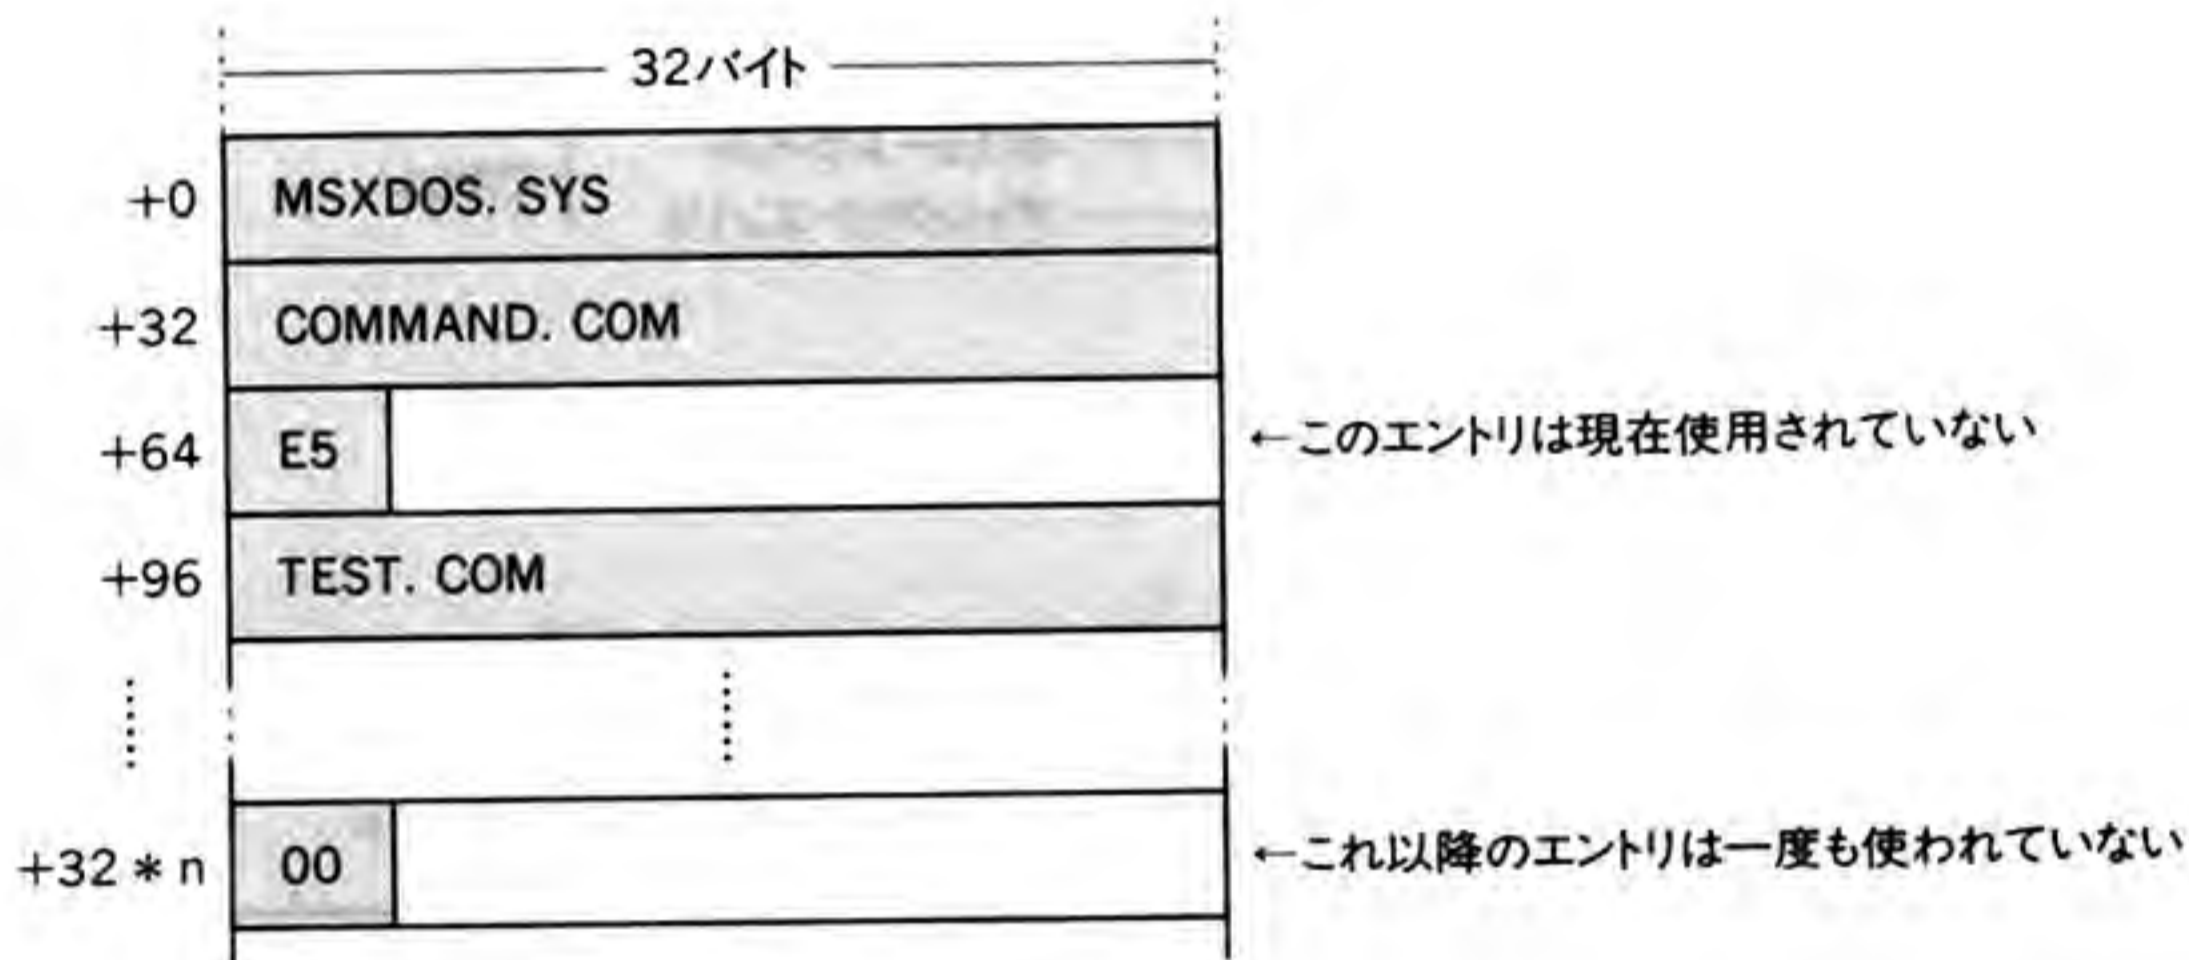 32バイト
+0 MSXDOS. SYS
+32 COMMAND. COM
+64 E5 ←このエントリは現在使用されていない
+96 TEST. COM
+32*n 00 ←これ以降のエントリは一度も使われていない